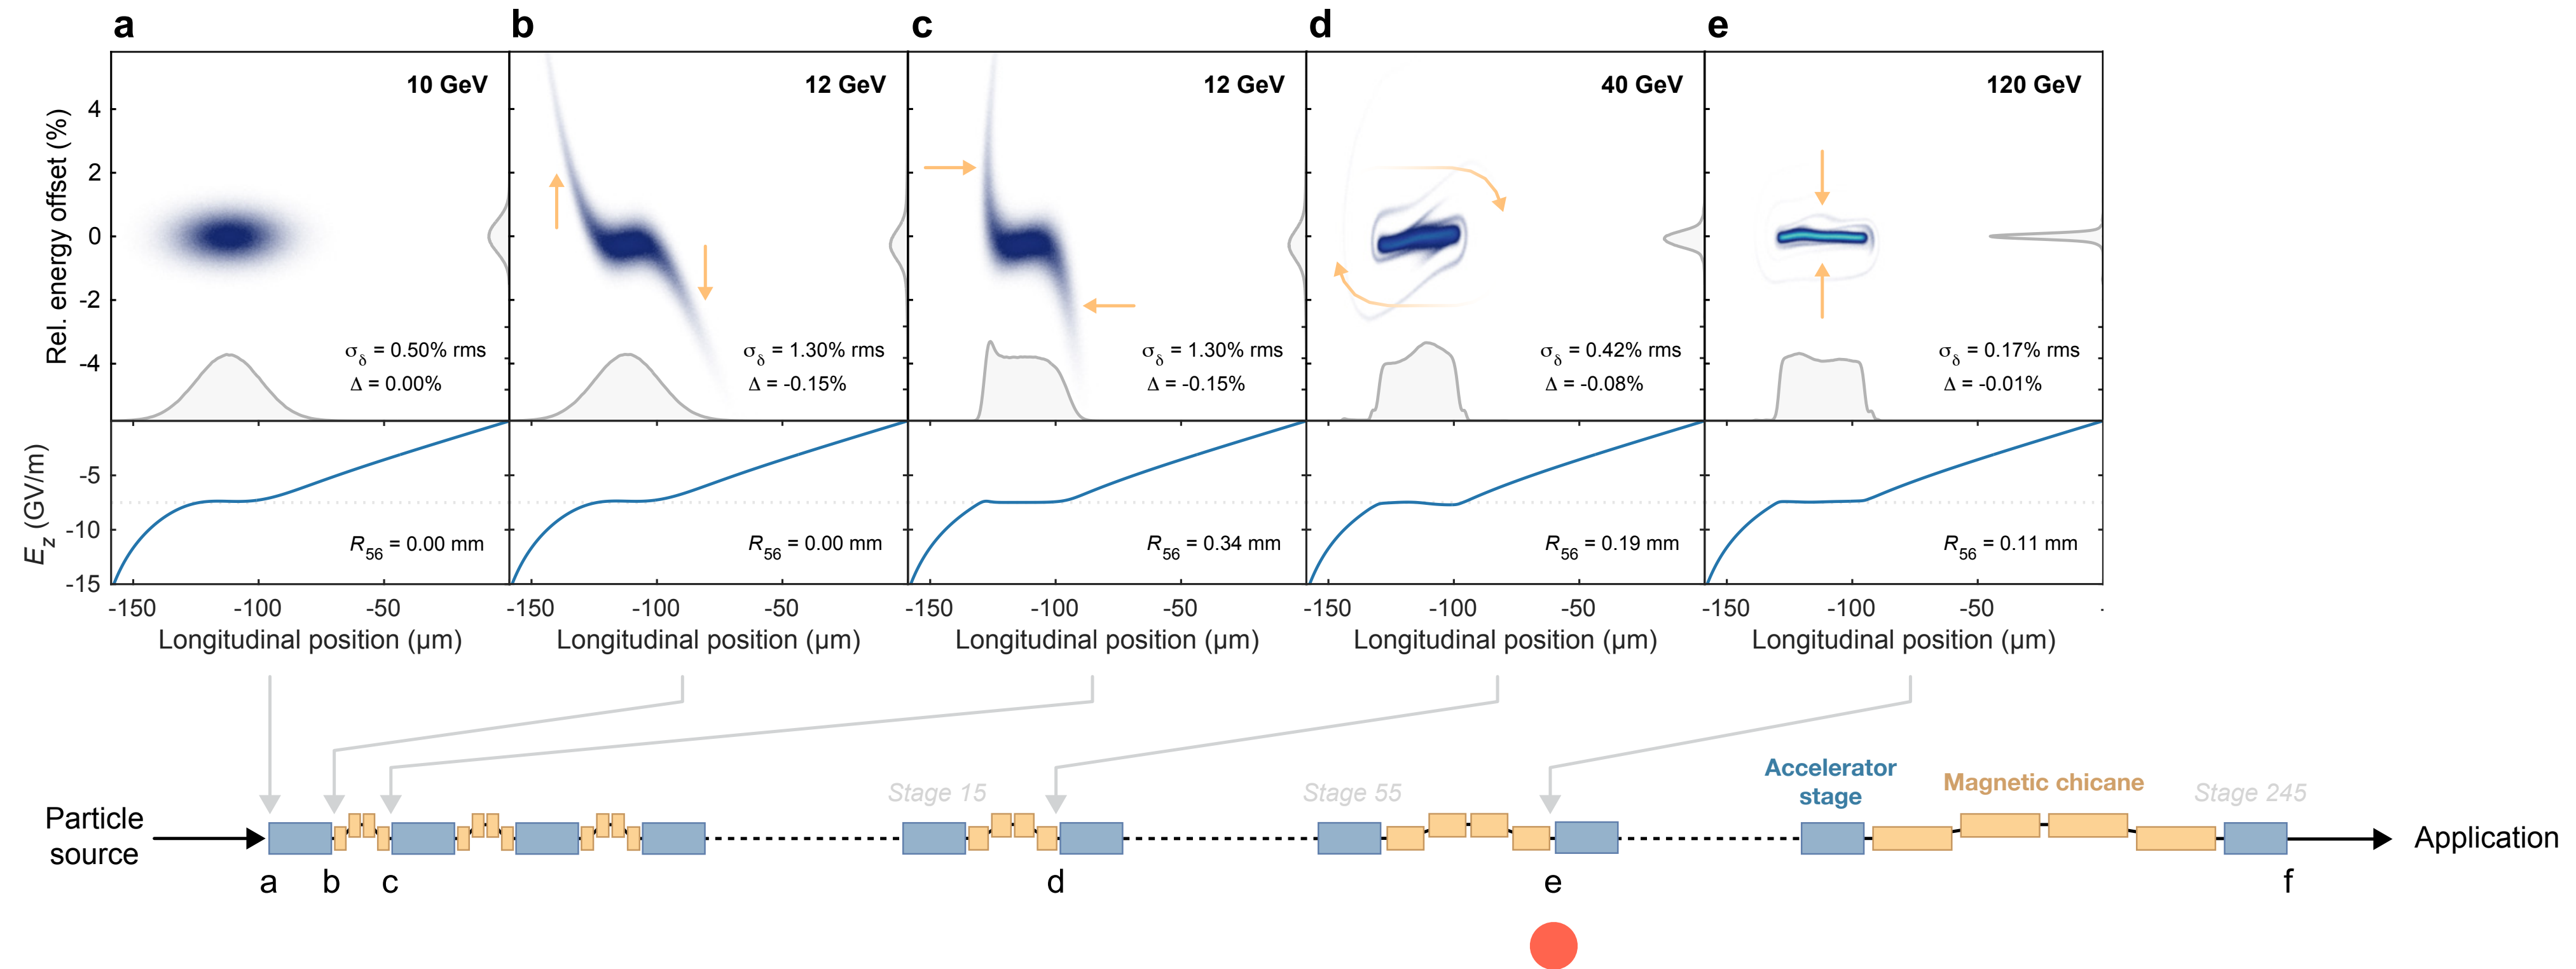 a b c d e
10 GeV 12 GeV 12 GeV 40 GeV 120 GeV
Rel. energy offset (%)
4
2
0
-2
-4
σδ = 0.50% rms σδ = 1.30% rms σδ = 1.30% rms σδ = 0.42% rms σδ = 0.17% rms
Δ = 0.00% Δ = -0.15% Δ = -0.15% Δ = -0.08% Δ = -0.01%
Ez (GV/m)
-5
-10
-15
R56 = 0.00 mm R56 = 0.00 mm R56 = 0.34 mm R56 = 0.19 mm R56 = 0.11 mm
-150 -100 -50 -150 -100 -50 -150 -100 -50 -150 -100 -50 -150 -100 -50
Longitudinal position (μm) Longitudinal position (μm) Longitudinal position (μm) Longitudinal position (μm) Longitudinal position (μm)
Accelerator
stage
Magnetic chicane
Stage 15 Stage 55 Stage 245
Particle
source
Application
a b c d e f